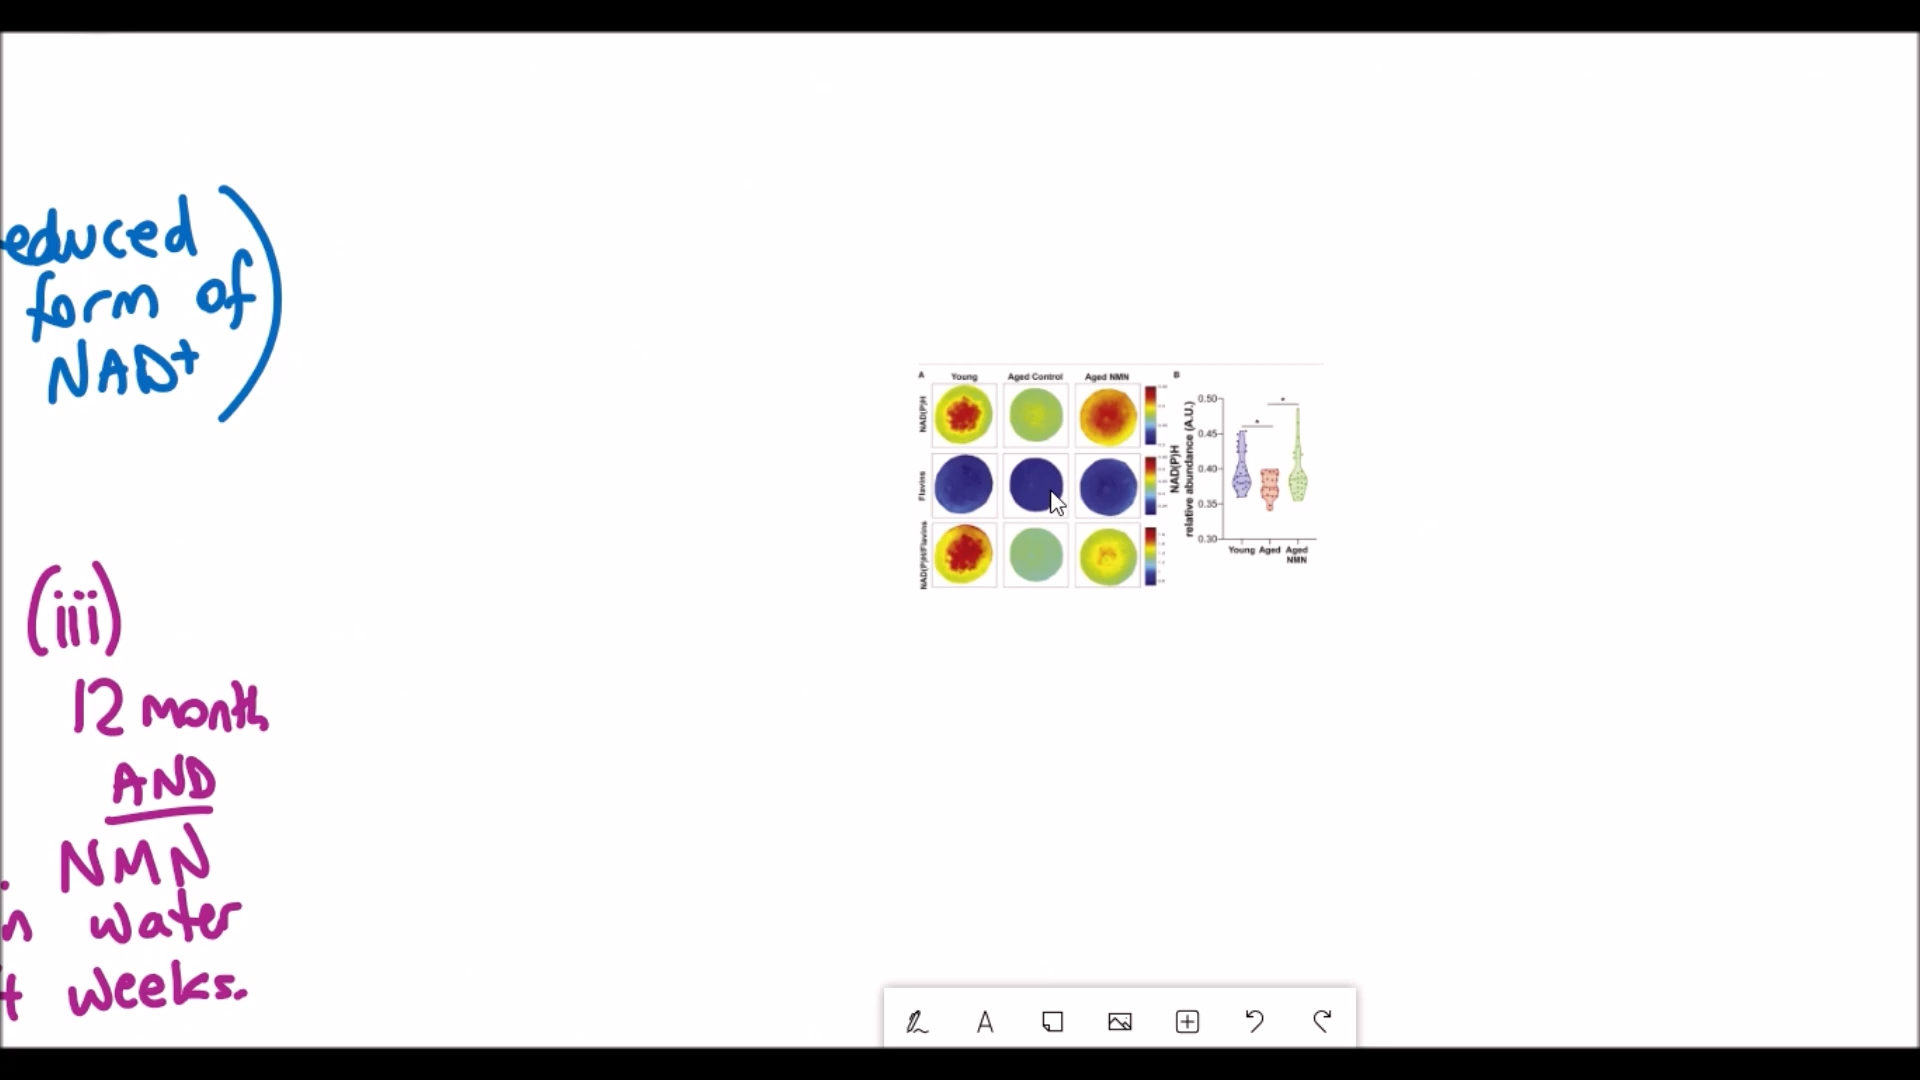 educed
form of
NAD+
(iii)
12 month
AND
NMN
n water
4 weeks.
A
Young
Aged Control
Aged NMN
NAD(P)H
Flavins
NAD(P)H/Flavins
B
NAD(P)H
relative abundance (A.U.)
0.50
0.45
0.40
0.35
0.30
*
*
Young Aged Aged
NMN
A